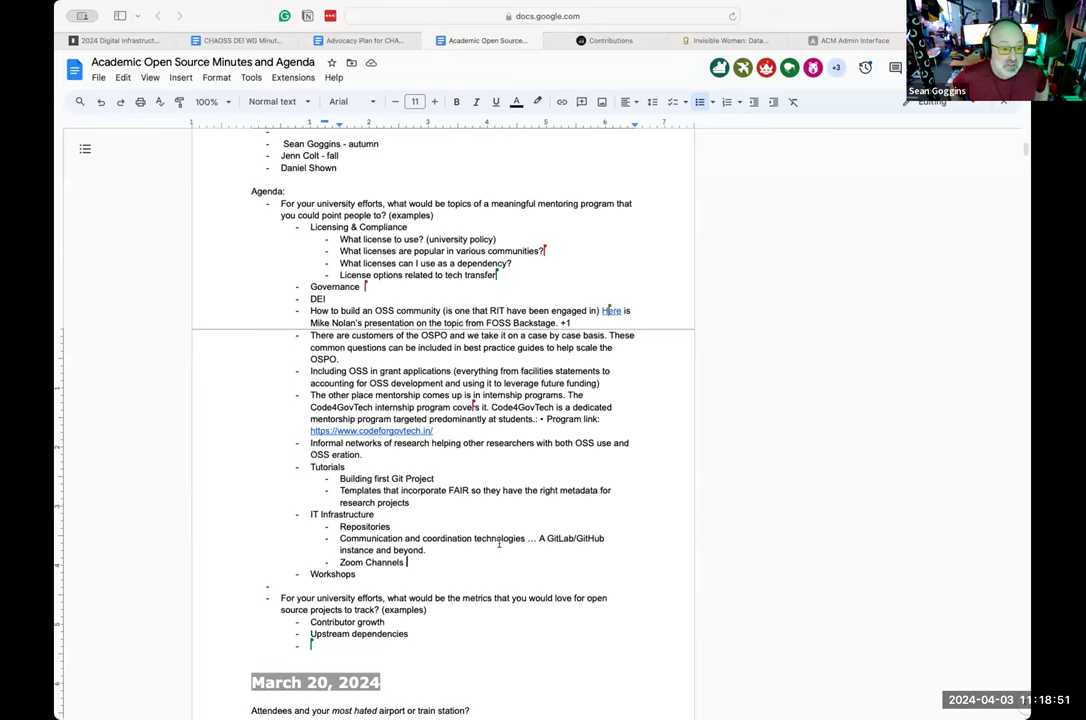 docs.google.com
2024 Digital Infrastruct...
CHAOSS DEI WG Minut...
Advocacy Plan for CHA...
Academic Open Source...
Contributions
Invisible Women: Data...
ACM Admin Interface
Academic Open Source Minutes and Agenda
+3
File Edit View Insert Format Tools Extensions Help
100% Normal text Arial 11 Editing
Sean Goggins
1 1 2 3 4 5 6 7
- Sean Goggins - autumn
- Jenn Colt - fall
- Daniel Shown
Agenda:
- For your university efforts, what would be topics of a meaningful mentoring program that
you could point people to? (examples)
- Licensing & Compliance
- What license to use? (university policy)
- What licenses are popular in various communities?
- What licenses can I use as a dependency?
- License options related to tech transfer
- Governance
- DEI
- How to build an OSS community (is one that RIT have been engaged in) Here is
Mike Nolan's presentation on the topic from FOSS Backstage. +1
- There are customers of the OSPO and we take it on a case by case basis. These
common questions can be included in best practice guides to help scale the
OSPO.
- Including OSS in grant applications (everything from facilities statements to
accounting for OSS development and using it to leverage future funding)
- The other place mentorship comes up is in internship programs. The
Code4GovTech internship program covers it. Code4GovTech is a dedicated
mentorship program targeted predominantly at students.: • Program link:
https://www.codeforgovtech.in/
- Informal networks of research helping other researchers with both OSS use and
OSS eration.
- Tutorials
- Building first Git Project
- Templates that incorporate FAIR so they have the right metadata for
research projects
- IT Infrastructure
- Repositories
- Communication and coordination technologies … A GitLab/GitHub
instance and beyond.
- Zoom Channels
- Workshops
-
- For your university efforts, what would be the metrics that you would love for open
source projects to track? (examples)
- Contributor growth
- Upstream dependencies
-
March 20, 2024
Attendees and your most hated airport or train station?
2024-04-03 11:18:51